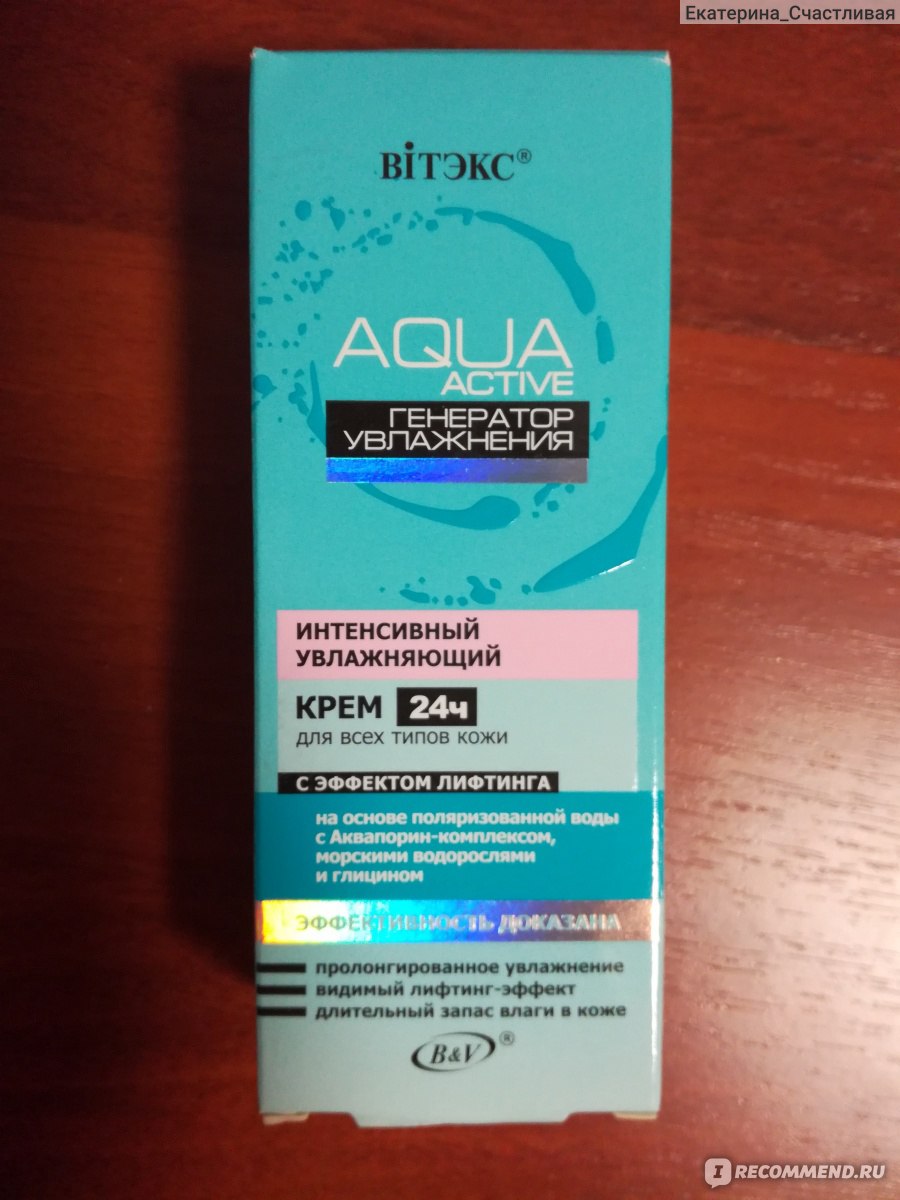 Екатерина_Счастливая
ВiТЭКС®
AQUA
ACTIVE
ГЕНЕРАТОР
УВЛАЖНЕНИЯ
ИНТЕНСИВНЫЙ
УВЛАЖНЯЮЩИЙ
КРЕМ 24ч
для всех типов кожи
С ЭФФЕКТОМ ЛИФТИНГА
на основе поляризованной воды
с Аквапорин-комплексом,
морскими водорослями
и глицином
ЭФФЕКТИВНОСТЬ ДОКАЗАНА
пролонгированное увлажнение
видимый лифтинг-эффект
длительный запас влаги в коже
B&V®
IRECOMMEND.RU